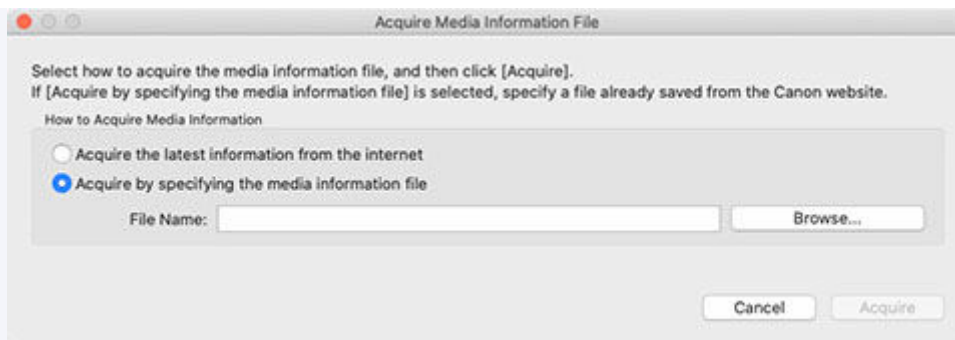 Acquire Media Information File
Select how to acquire the media information file, and then click [Acquire].
If [Acquire by specifying the media information file] is selected, specify a file already saved from the Canon website.
How to Acquire Media Information
Acquire the latest information from the internet
Acquire by specifying the media information file
File Name:
Browse...
Cancel
Acquire